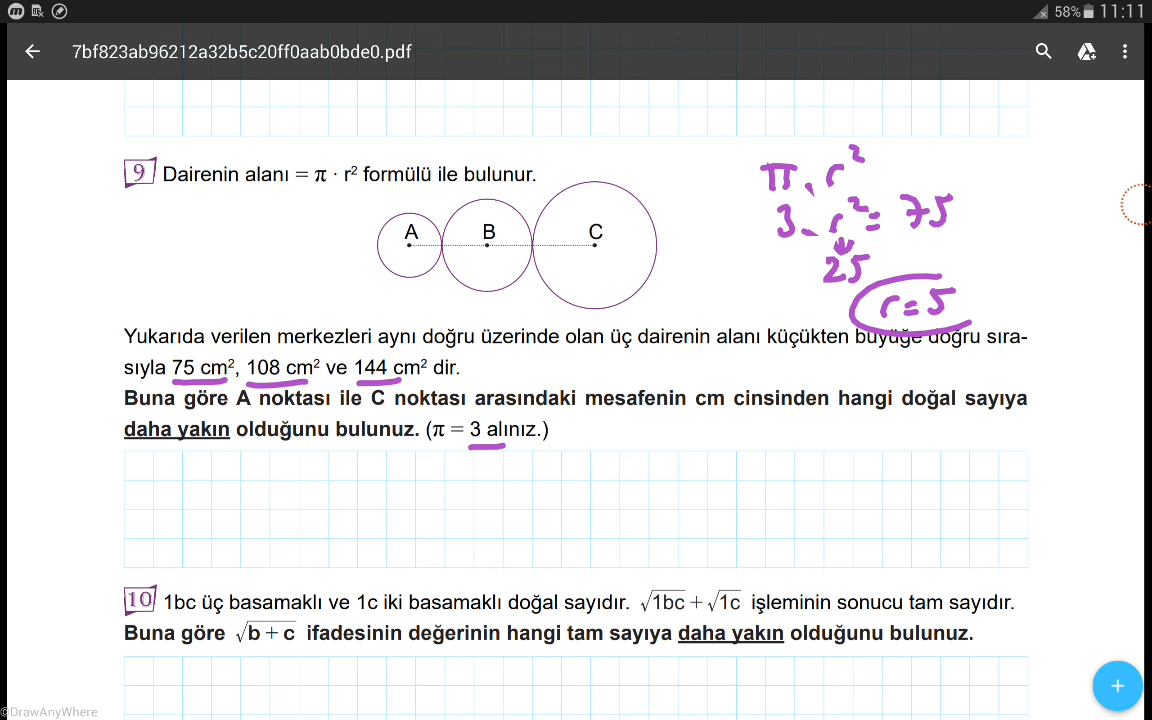 58% 11:11
7bf823ab96212a32b5c20ff0aab0bde0.pdf
9 Dairenin alanı = π · r² formülü ile bulunur.
A B C
π . r²
3 . r² = 75
25
r = 5
Yukarıda verilen merkezleri aynı doğru üzerinde olan üç dairenin alanı küçükten büyüğe doğru sıra-
sıyla 75 cm², 108 cm² ve 144 cm² dir.
Buna göre A noktası ile C noktası arasındaki mesafenin cm cinsinden hangi doğal sayıya
daha yakın olduğunu bulunuz. (π = 3 alınız.)
10 1bc üç basamaklı ve 1c iki basamaklı doğal sayıdır. √1bc + √1c işleminin sonucu tam sayıdır.
Buna göre √b + c ifadesinin değerinin hangi tam sayıya daha yakın olduğunu bulunuz.
©DrawAnyWhere